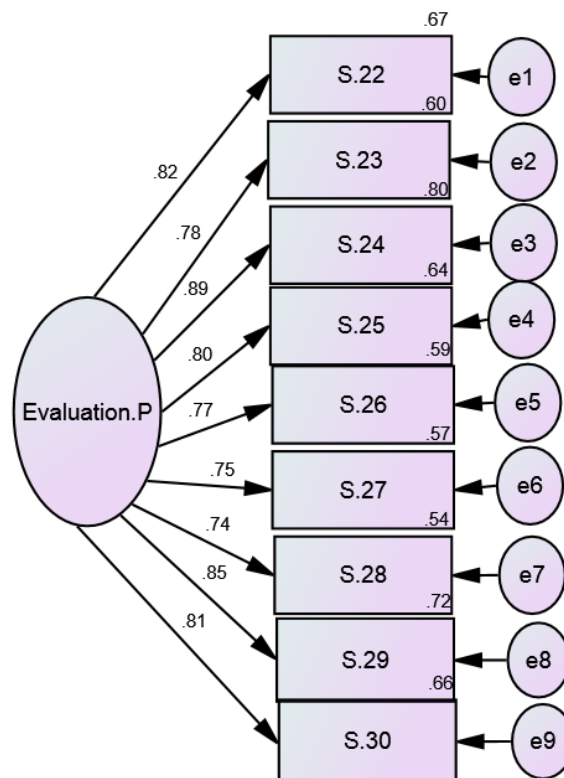 .67
S.22
e1
.60
.82
S.23
e2
.80
.78
S.24
e3
.89
.64
S.25
e4
.80
.59
Evaluation.P
.77
S.26
e5
.57
.75
S.27
e6
.54
.74
S.28
e7
.72
.85
S.29
e8
.66
.81
S.30
e9